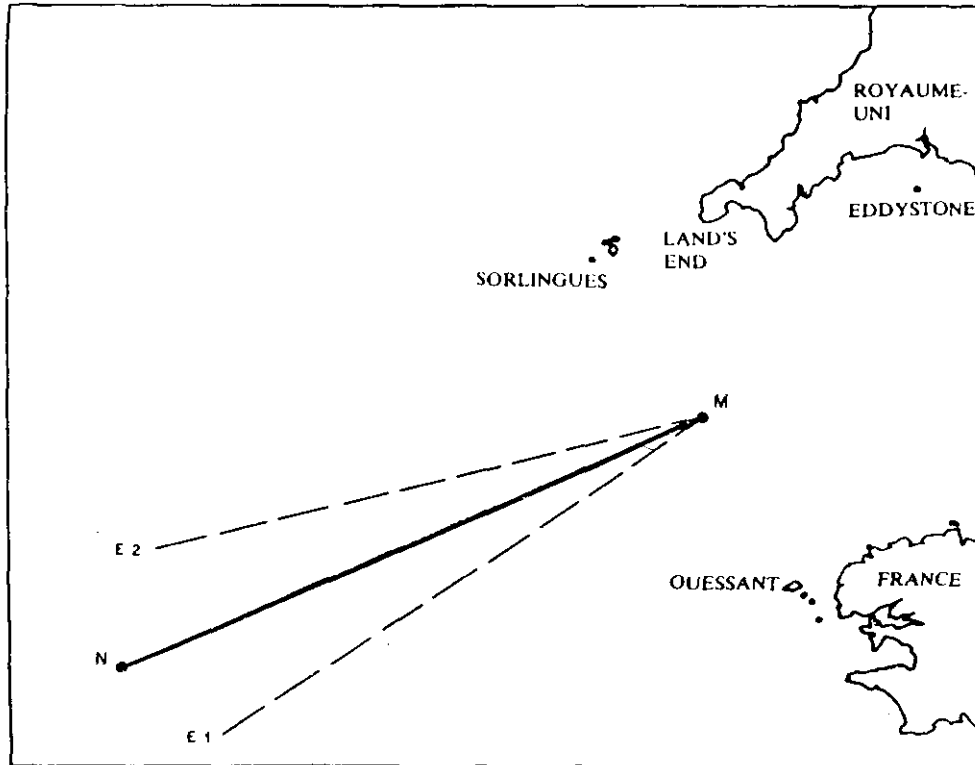 ROYAUME-
UNI
EDDYSTONE
LAND'S
END
SORLINGUES
M
E 2
OUESSANT
FRANCE
N
E 1